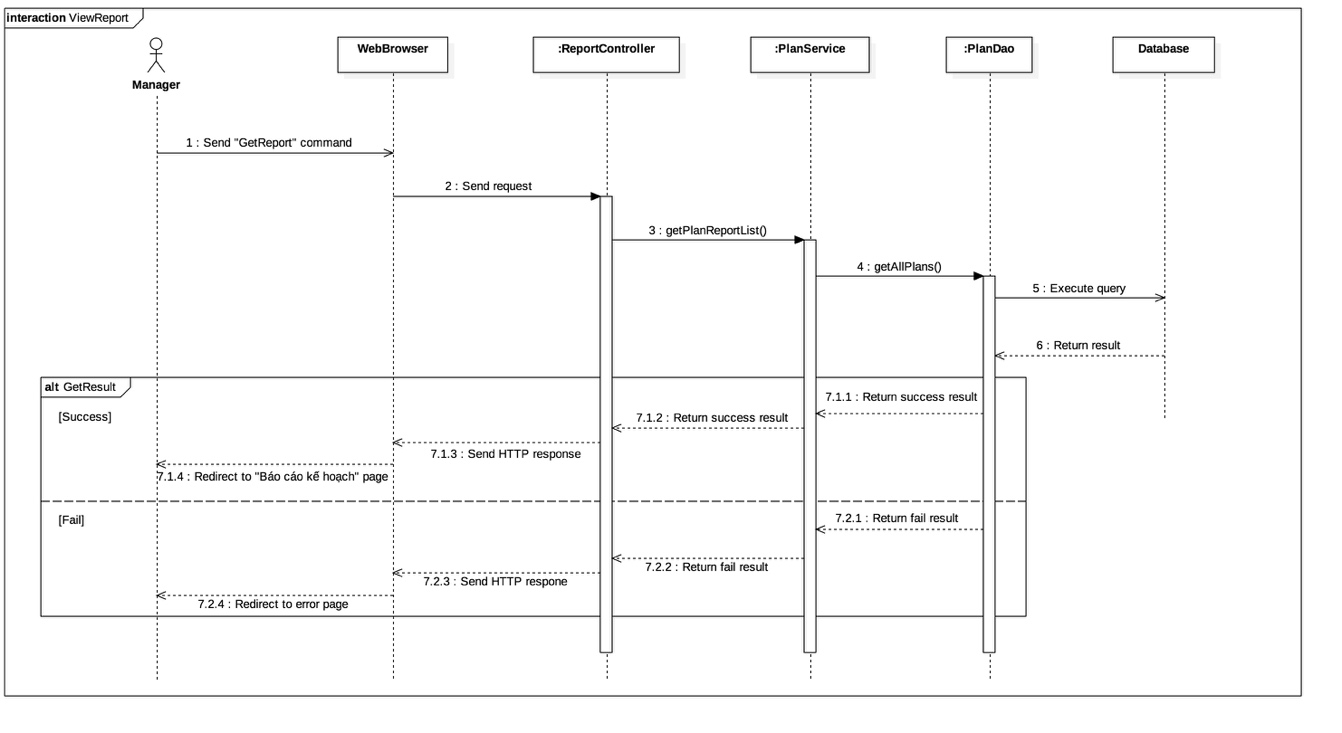 interaction ViewReport
WebBrowser
:ReportController
:PlanService
:PlanDao
Database
Manager
1 : Send "GetReport" command
2 : Send request
3 : getPlanReportList()
4 : getAllPlans()
5 : Execute query
6 : Return result
alt GetResult
[Success]
7.1.1 : Return success result
7.1.2 : Return success result
7.1.3 : Send HTTP response
7.1.4 : Redirect to "Báo cáo kế hoạch" page
[Fail]
7.2.1 : Return fail result
7.2.2 : Return fail result
7.2.3 : Send HTTP respone
7.2.4 : Redirect to error page